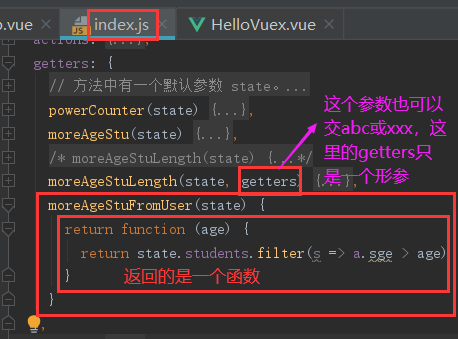 o.vue × index.js × HelloVuex.vue ×
actions: {...},
getters: {
// 方法中有一个默认参数 state。...
powerCounter(state) {...},
moreAgeStu(state) {...},
/* moreAgeStuLength(state) {...*/
moreAgeStuLength(state, getters) {...},
这个参数也可以
交abc或xxx，这
里的getters只
是一个形参
moreAgeStuFromUser(state) {
return function (age) {
return state.students.filter(s => a.sge > age)
}
返回的是一个函数
}
,